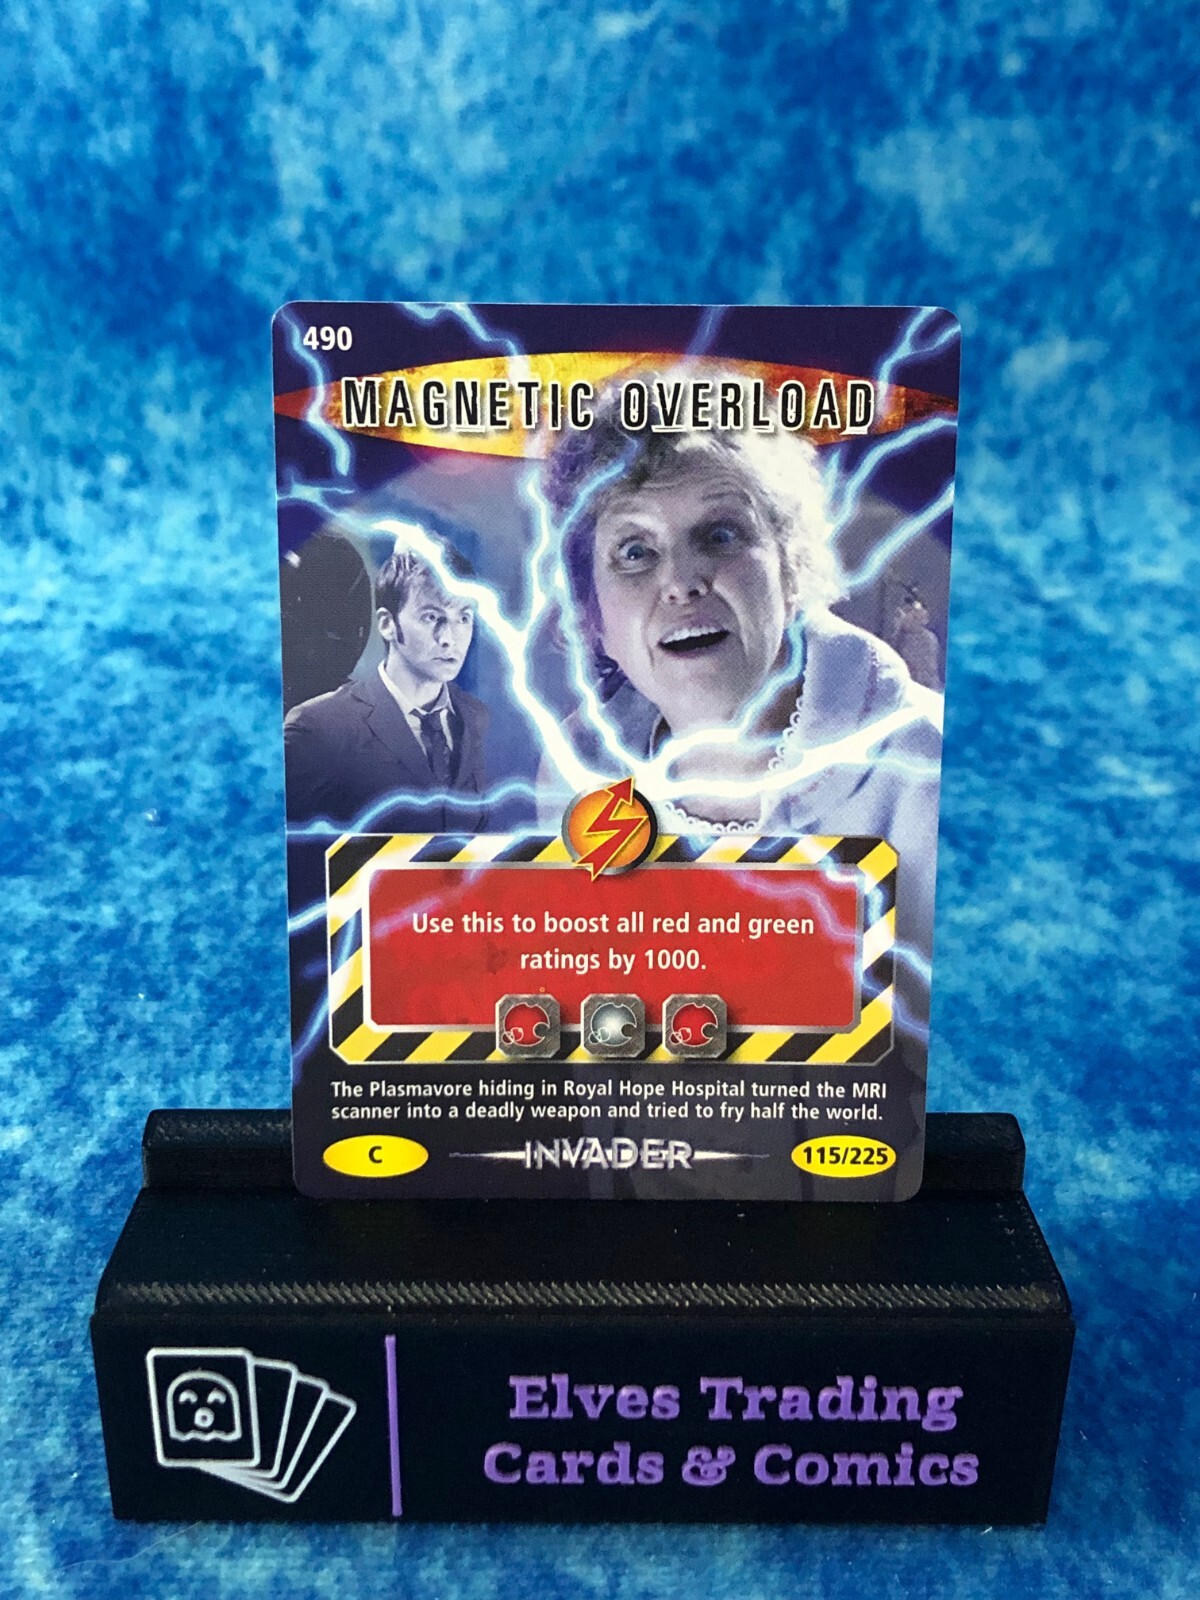 490
MAGNETIC OVERLOAD
Use this to boost all red and green
ratings by 1000.
The Plasmavore hiding in Royal Hope Hospital turned the MRI
scanner into a deadly weapon and tried to fry half the world.
C
INVADER
115/225
Elves Trading
Cards & Comics